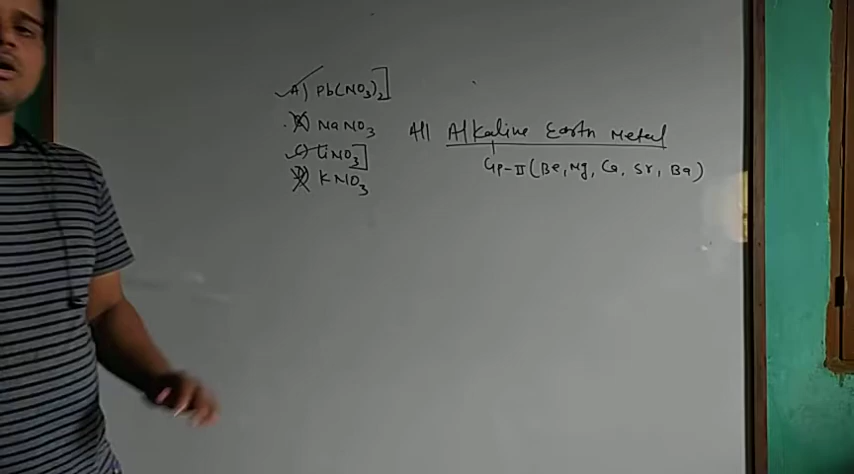 A) Pb(NO3)2]
B) NaNO3
All Alkaline Earth Metal
C) LiNO3]
Gp-II (Be, Mg, Ca, Sr, Ba)
D) KNO3